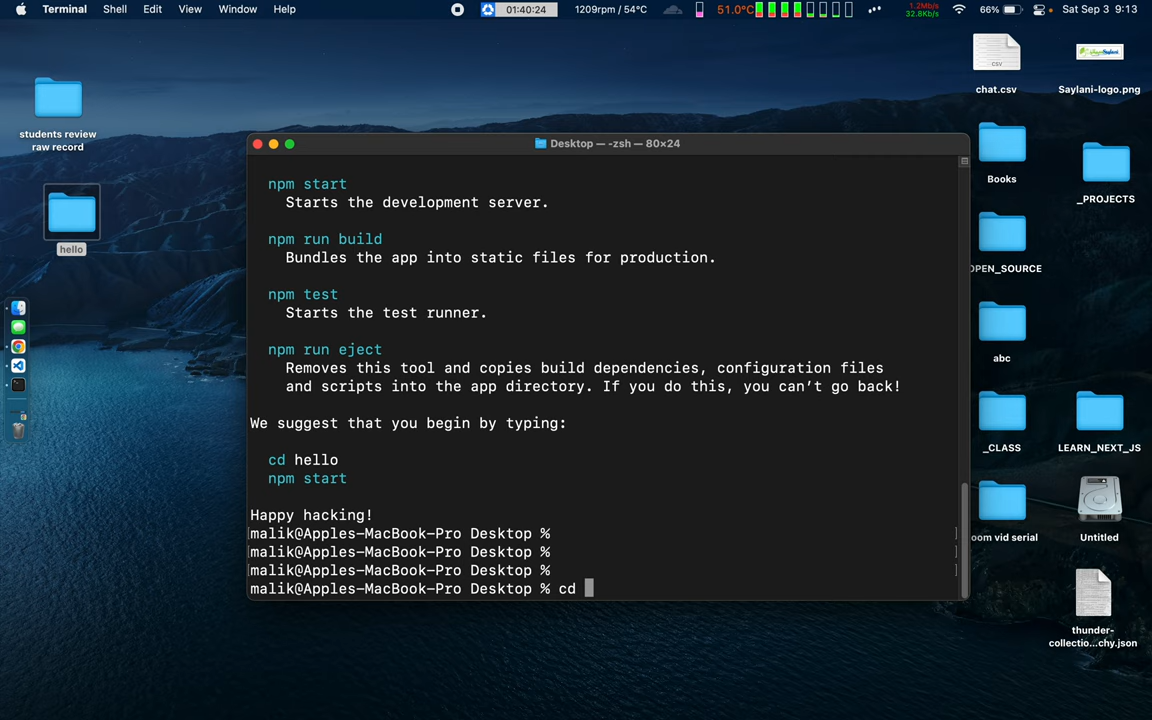 Terminal Shell Edit View Window Help 01:40:24 1209rpm / 54°C 51.0°C 1.2Mb/s 32.8Kb/s 66% Sat Sep 3 9:13
chat.csv
Saylani-logo.png
CSV
students review
raw record
hello
Books
_PROJECTS
OPEN_SOURCE
abc
_CLASS
LEARN_NEXT_JS
oom vid serial
Untitled
thunder-
collectio...chy.json
Desktop — -zsh — 80×24
npm start
Starts the development server.
npm run build
Bundles the app into static files for production.
npm test
Starts the test runner.
npm run eject
Removes this tool and copies build dependencies, configuration files
and scripts into the app directory. If you do this, you can’t go back!
We suggest that you begin by typing:
cd hello
npm start
Happy hacking!
[malik@Apples-MacBook-Pro Desktop % ]
[malik@Apples-MacBook-Pro Desktop % ]
[malik@Apples-MacBook-Pro Desktop % ]
malik@Apples-MacBook-Pro Desktop % cd